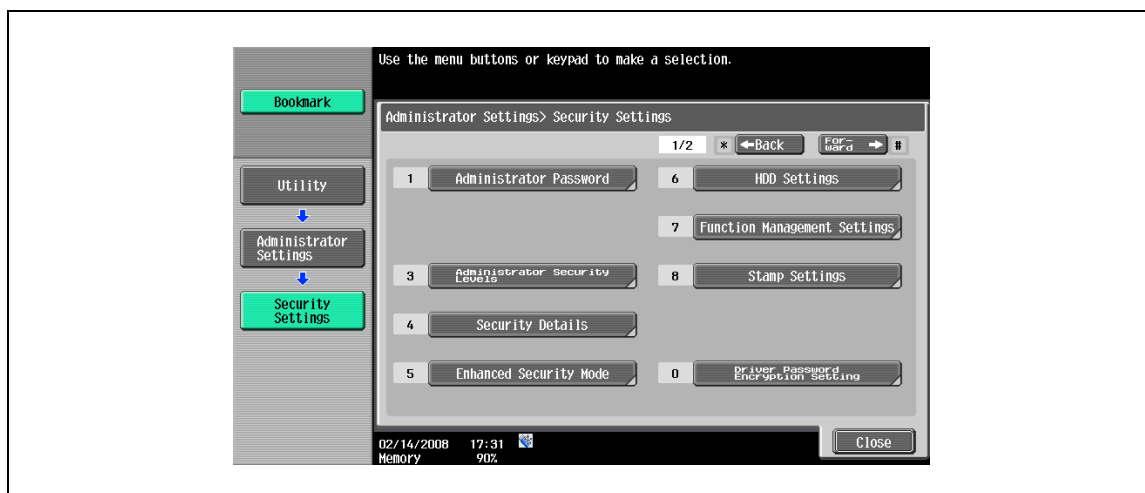 Use the menu buttons or keypad to make a selection.
Bookmark
Administrator Settings> Security Settings
1/2 * ←Back For-ward → #
Utility
Administrator
Settings
Security
Settings
1 Administrator Password
3 Administrator Security
Levels
4 Security Details
5 Enhanced Security Mode
6 HDD Settings
7 Function Management Settings
8 Stamp Settings
0 Driver Password
Encryption Setting
02/14/2008 17:31
Memory 90%
Close